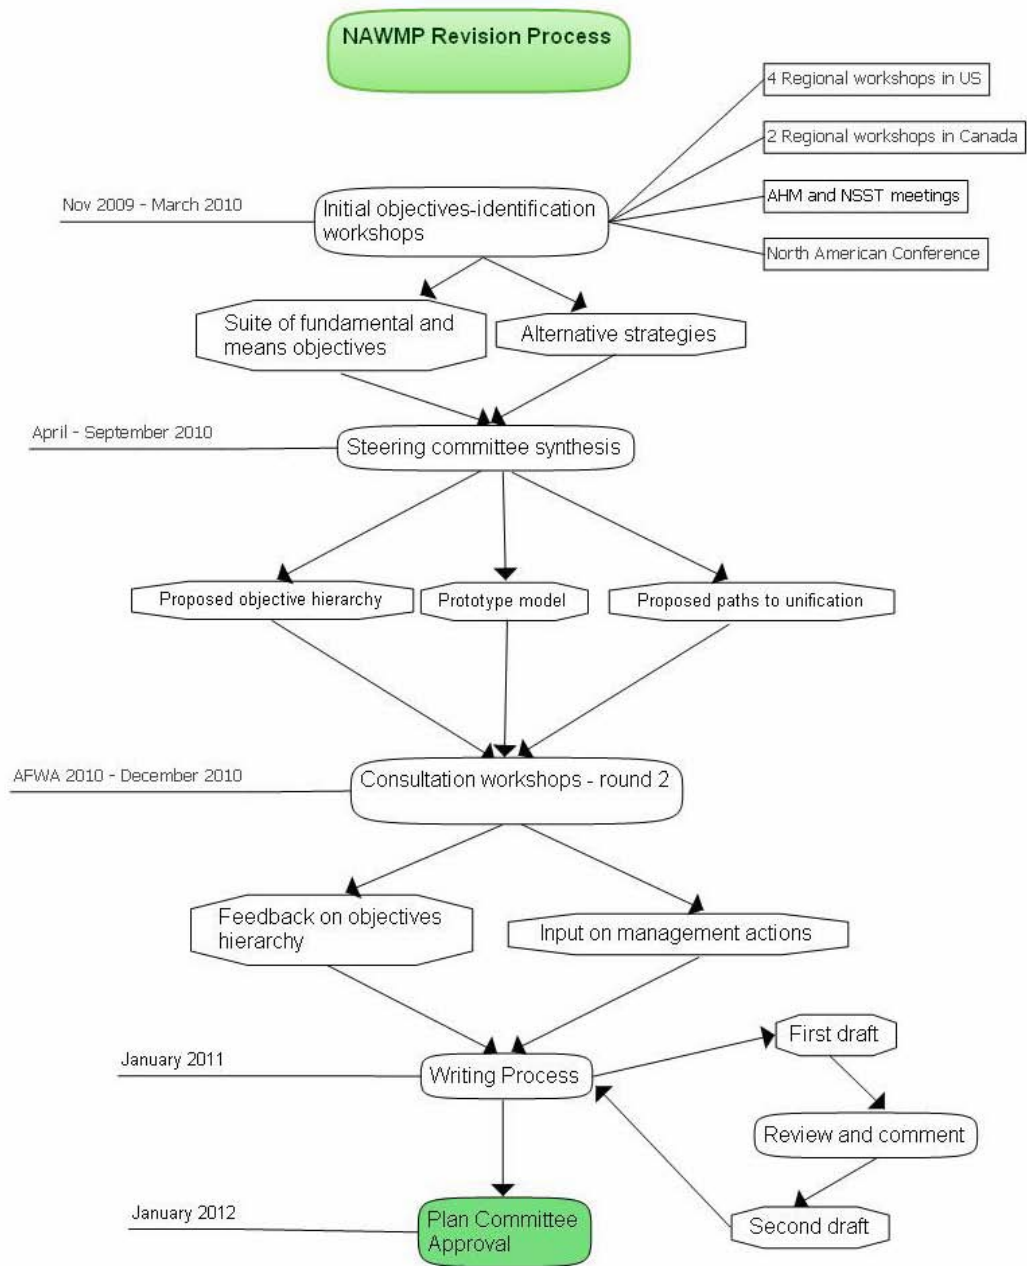 NAWMP Revision Process
4 Regional workshops in US
2 Regional workshops in Canada
AHM and NSST meetings
North American Conference
Nov 2009 - March 2010
Initial objectives-identification
workshops
Suite of fundamental and
means objectives
Alternative strategies
April - September 2010
Steering committee synthesis
Proposed objective hierarchy
Prototype model
Proposed paths to unification
AFWA 2010 - December 2010
Consultation workshops - round 2
Feedback on objectives
hierarchy
Input on management actions
January 2011
Writing Process
First draft
Review and comment
Second draft
January 2012
Plan Committee
Approval